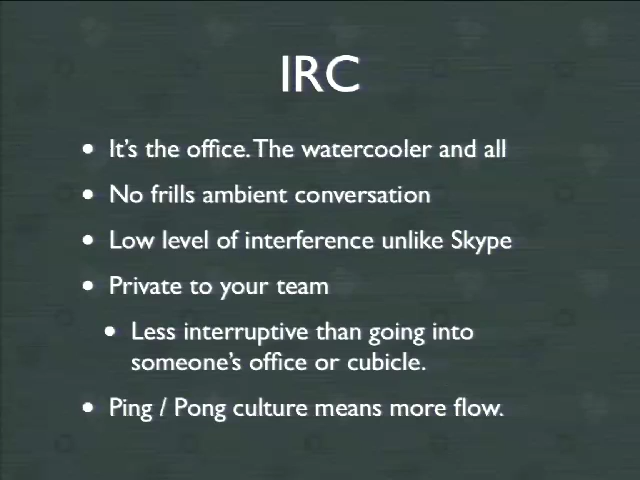 IRC
• It's the office. The watercooler and all
• No frills ambient conversation
• Low level of interference unlike Skype
• Private to your team
• Less interruptive than going into
someone's office or cubicle.
• Ping / Pong culture means more flow.